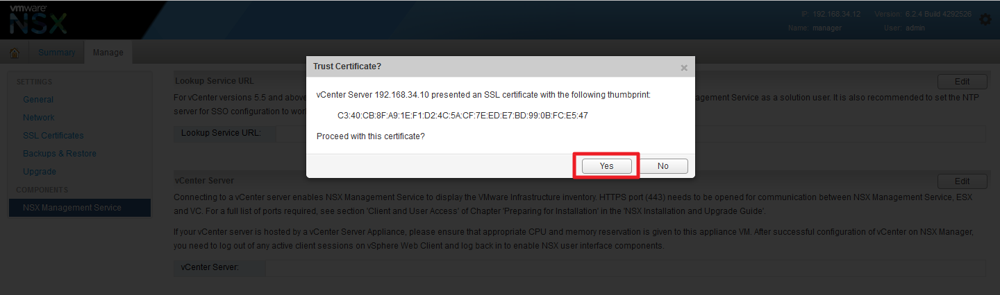 vmware
NSX
IP: 192.168.34.12 Version: 6.2.4 Build 4292526
Name: manager User: admin
Summary Manage
SETTINGS
General
Network
SSL Certificates
Backups & Restore
Upgrade
COMPONENTS
NSX Management Service
Lookup Service URL
Edit
For vCenter versions 5.5 and above
nagement Service as a solution user. It is also recommended to set the NTP
server for SSO configuration to wor
Lookup Service URL:
Trust Certificate?
vCenter Server 192.168.34.10 presented an SSL certificate with the following thumbprint:
C3:40:CB:8F:A9:1E:F1:D2:4C:5A:CF:7E:ED:E7:BD:99:0B:FC:E5:47
Proceed with this certificate?
Yes No
vCenter Server
Edit
Connecting to a vCenter server enables NSX Management Service to display the VMware Infrastructure inventory. HTTPS port (443) needs to be opened for communication between NSX Management Service, ESX
and VC. For a full list of ports required, see section 'Client and User Access' of Chapter 'Preparing for Installation' in the 'NSX Installation and Upgrade Guide'.
If your vCenter server is hosted by a vCenter Server Appliance, please ensure that appropriate CPU and memory reservation is given to this appliance VM. After successful configuration of vCenter on NSX Manager,
you need to log out of any active client sessions on vSphere Web Client and log back in to enable NSX user interface components.
vCenter Server: